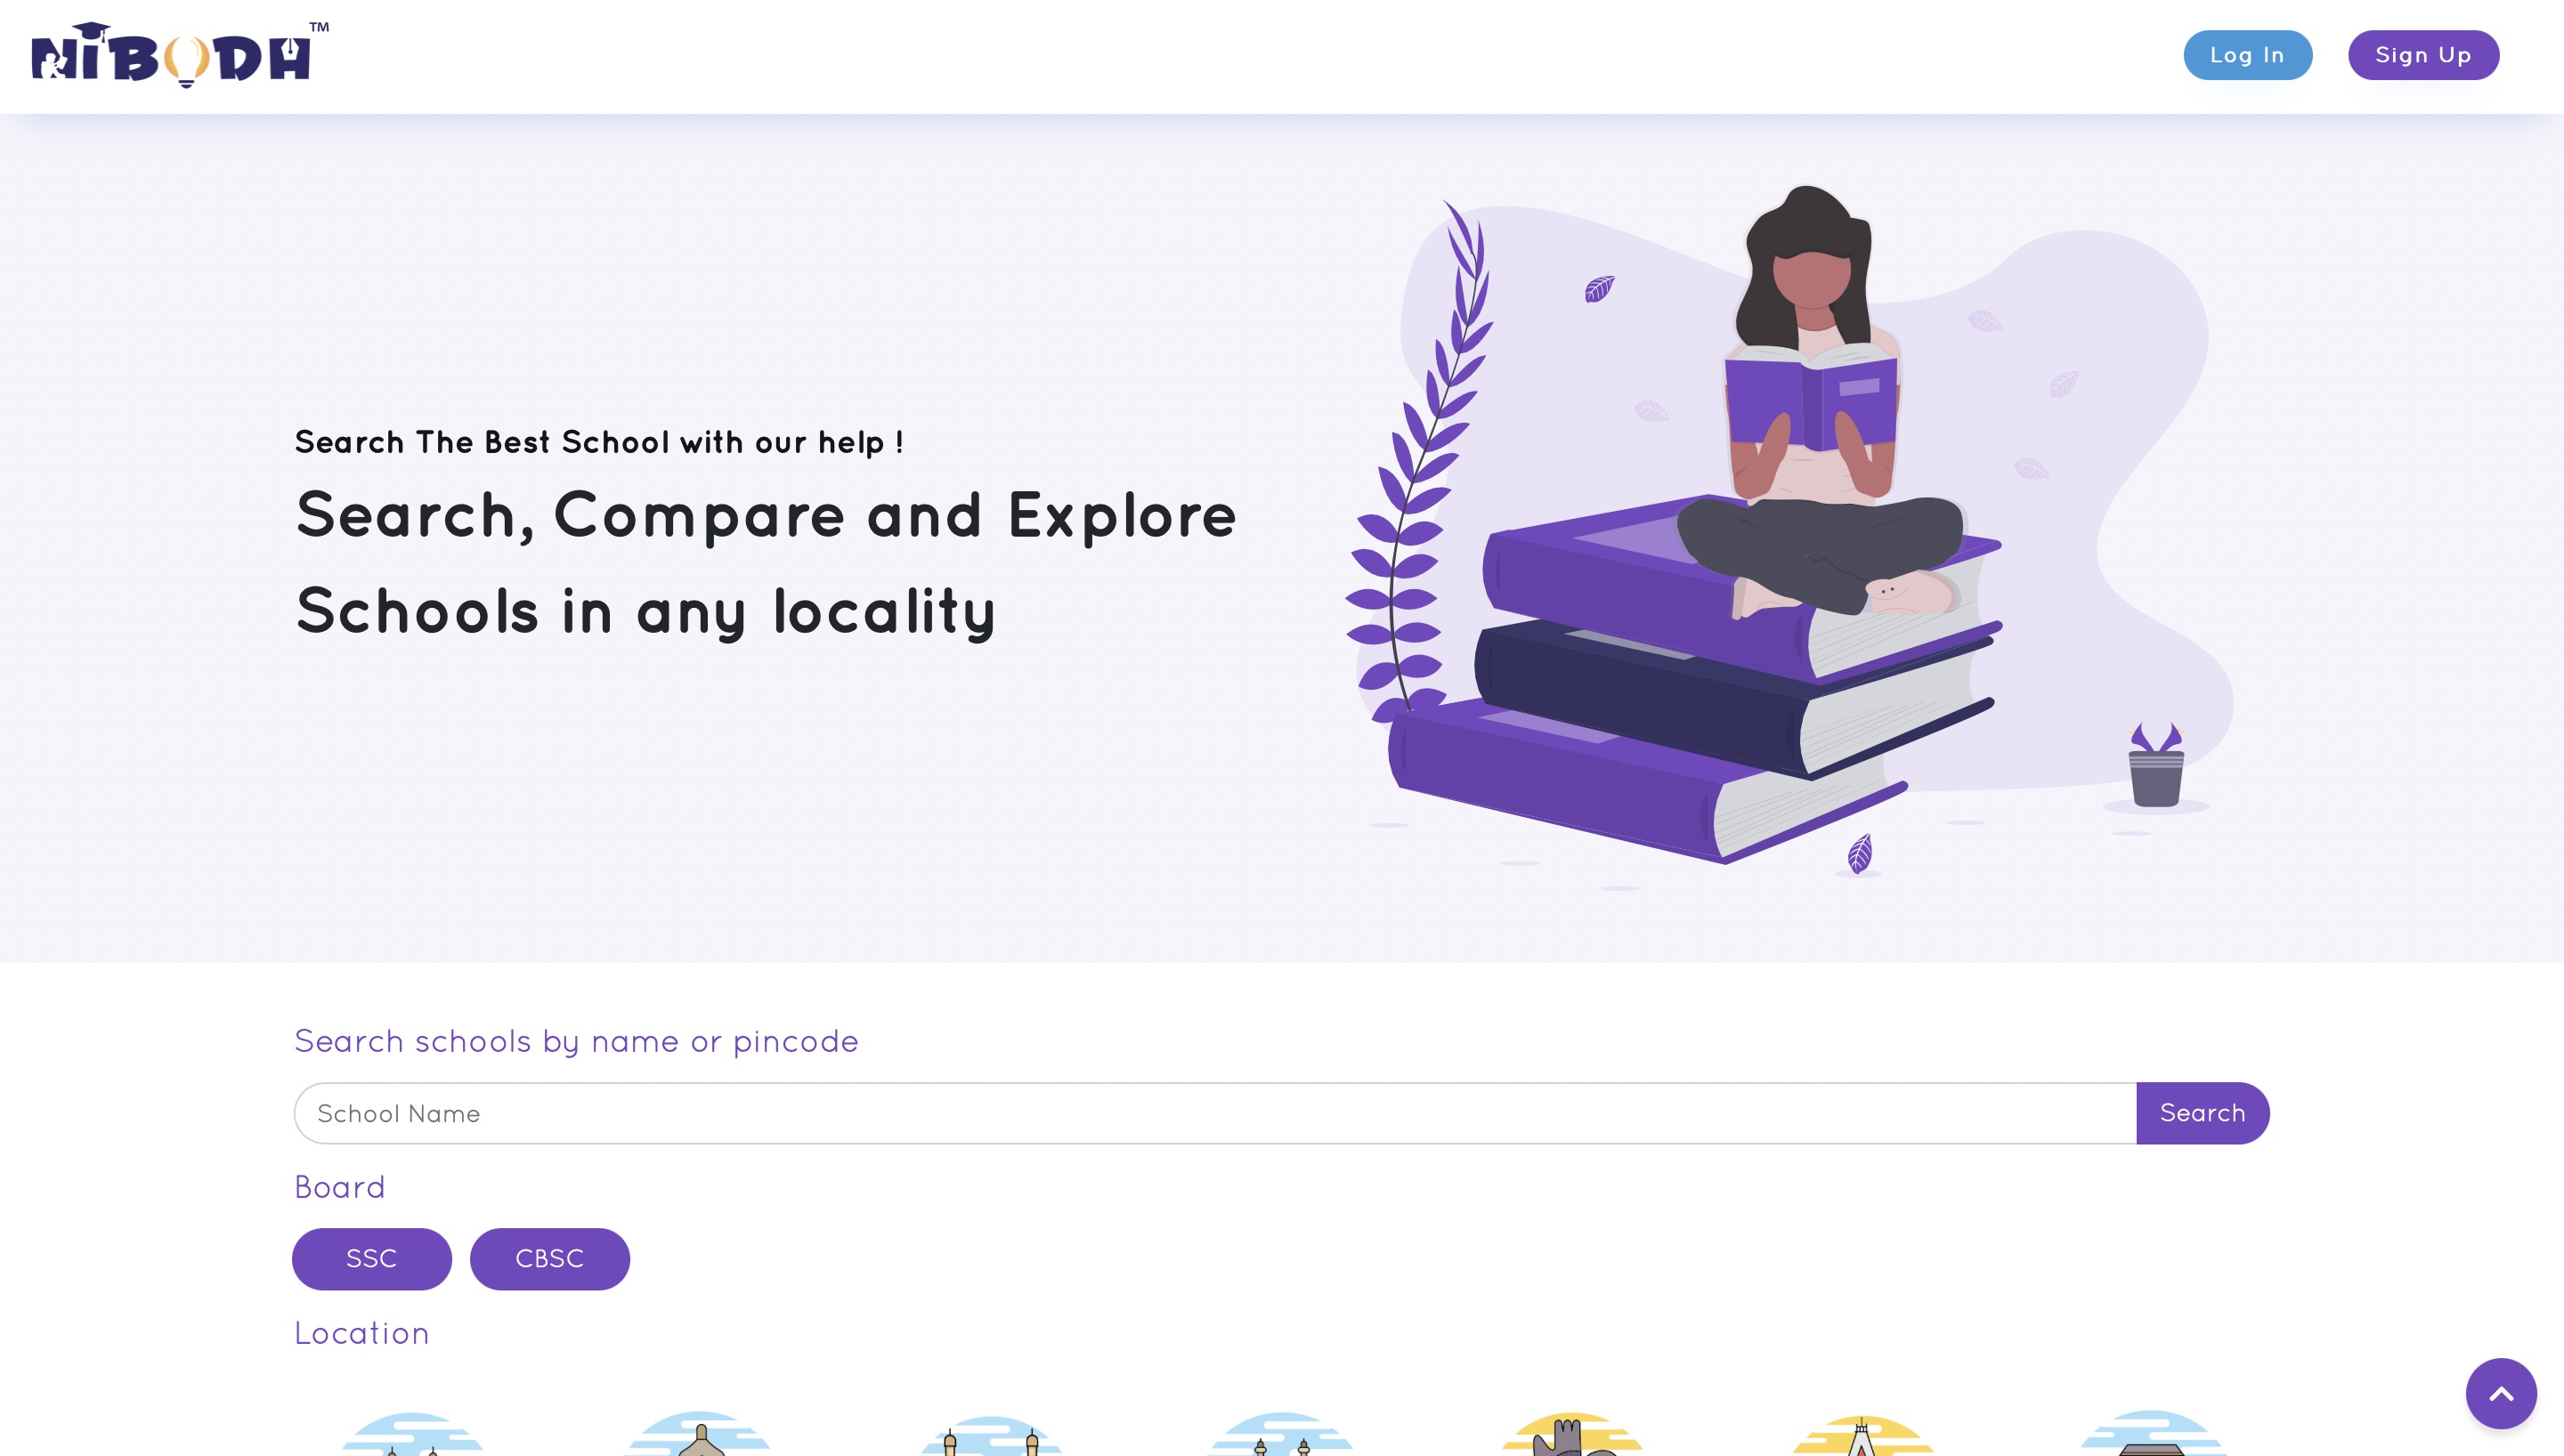 NiBODH™
Log In
Sign Up
Search The Best School with our help !
Search, Compare and Explore
Schools in any locality
Search schools by name or pincode
School Name
Search
Board
SSC
CBSC
Location